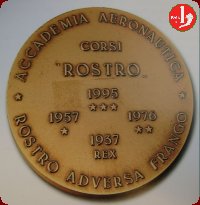 ACCADEMIA AERONAUTICA
CORSI
"ROSTRO"
1995
★★★
1957 1976
★ ★★
1937
REX
★ ROSTRO ADVERSA FRANGO ★